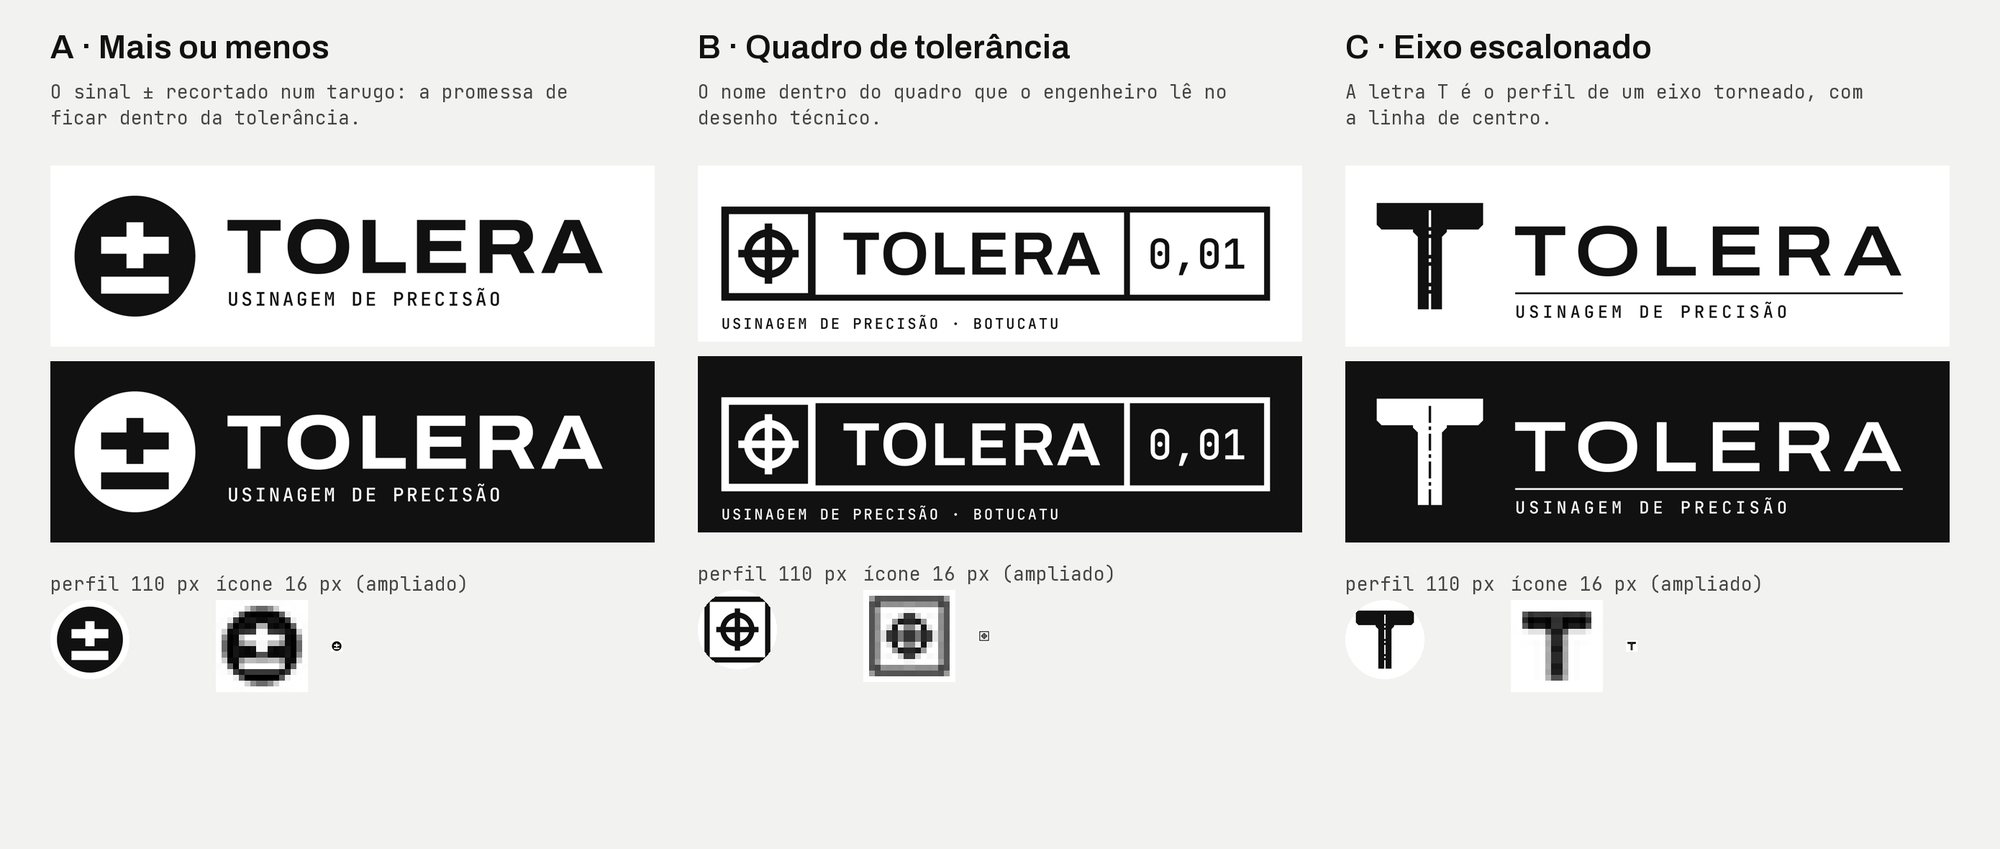 A · Mais ou menos
O sinal ± recortado num tarugo: a promessa de
ficar dentro da tolerância.
TOLERA
USINAGEM DE PRECISÃO
TOLERA
USINAGEM DE PRECISÃO
perfil 110 px
ícone 16 px (ampliado)
B · Quadro de tolerância
O nome dentro do quadro que o engenheiro lê no
desenho técnico.
TOLERA
0,01
USINAGEM DE PRECISÃO · BOTUCATU
TOLERA
0,01
USINAGEM DE PRECISÃO · BOTUCATU
perfil 110 px
ícone 16 px (ampliado)
C · Eixo escalonado
A letra T é o perfil de um eixo torneado, com
a linha de centro.
T
TOLERA
USINAGEM DE PRECISÃO
T
TOLERA
USINAGEM DE PRECISÃO
perfil 110 px
ícone 16 px (ampliado)
T
T
T